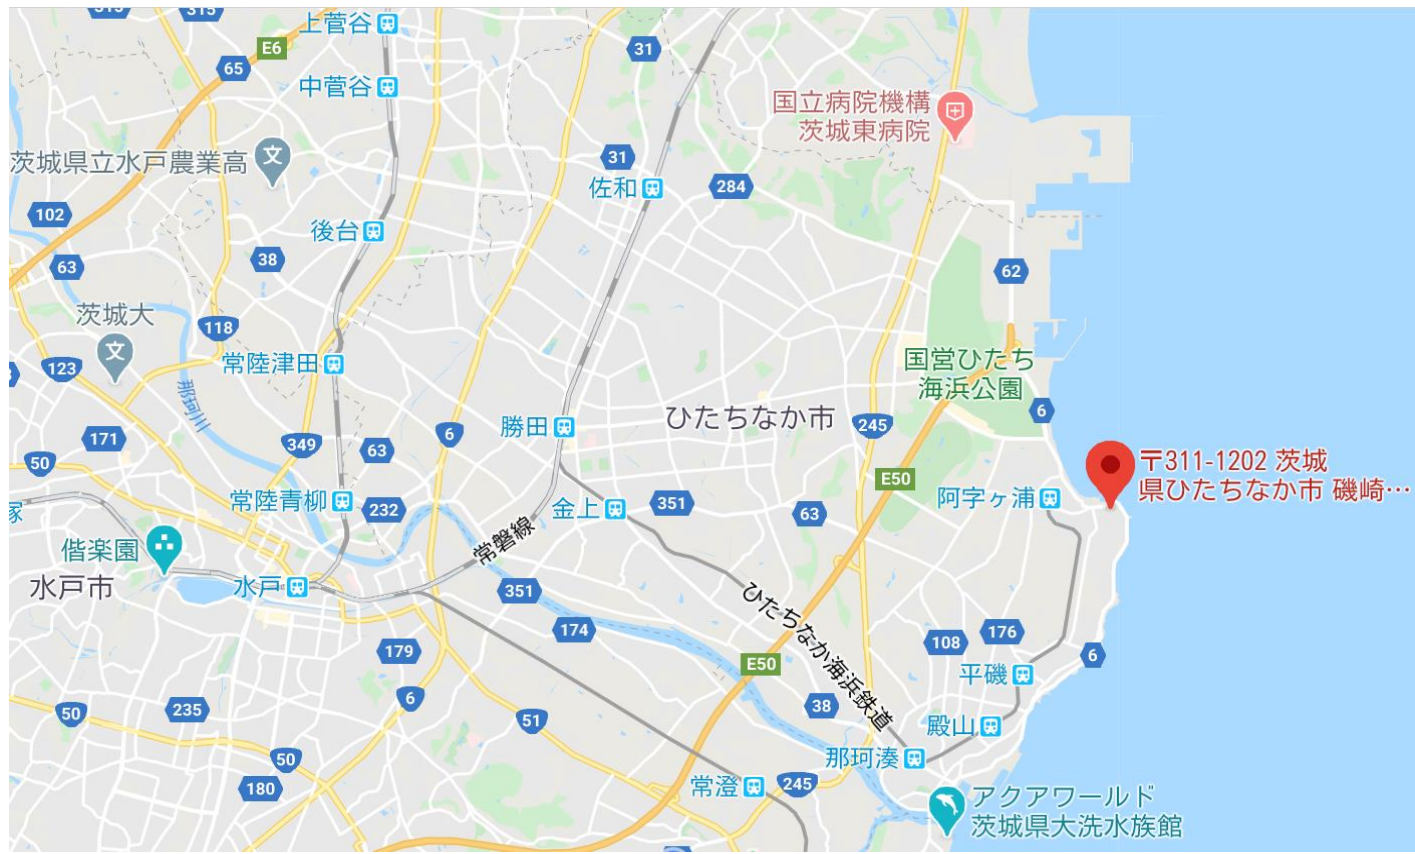 315
315
上菅谷
E6
31
65
中菅谷
国立病院機構
茨城東病院
茨城県立水戸農業高
31
佐和
284
102
後台
38
63
62
茨城大
118
常陸津田
123
国営ひたち
海浜公園
那珂川
6
ひたちなか市
勝田
245
171
349
6
63
50
〒311-1202 茨城
県ひたちなか市 磯崎…
E50
阿字ヶ浦
常陸青柳
232
金上
351
63
塚
偕楽園
常磐線
水戸市
水戸
351
ひたちなか海浜鉄道
174
108
176
179
6
E50
平磯
6
235
38
50
51
殿山
50
那珂湊
180
常澄
245
アクアワールド
茨城県大洗水族館